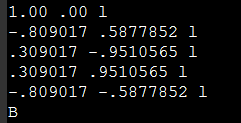 1.00 .00 l
-.809017 .5877852 l
.309017 -.9510565 l
.309017 .9510565 l
-.809017 -.5877852 l
B